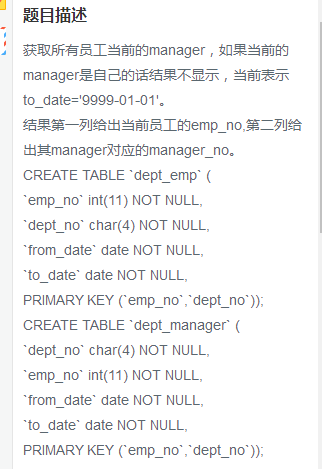 题目描述
获取所有员工当前的manager，如果当前的
manager是自己的话结果不显示，当前表示
to_date='9999-01-01'。
结果第一列给出当前员工的emp_no,第二列给
出其manager对应的manager_no。
CREATE TABLE `dept_emp` (
`emp_no` int(11) NOT NULL,
`dept_no` char(4) NOT NULL,
`from_date` date NOT NULL,
`to_date` date NOT NULL,
PRIMARY KEY (`emp_no`,`dept_no`));
CREATE TABLE `dept_manager` (
`dept_no` char(4) NOT NULL,
`emp_no` int(11) NOT NULL,
`from_date` date NOT NULL,
`to_date` date NOT NULL,
PRIMARY KEY (`emp_no`,`dept_no`));